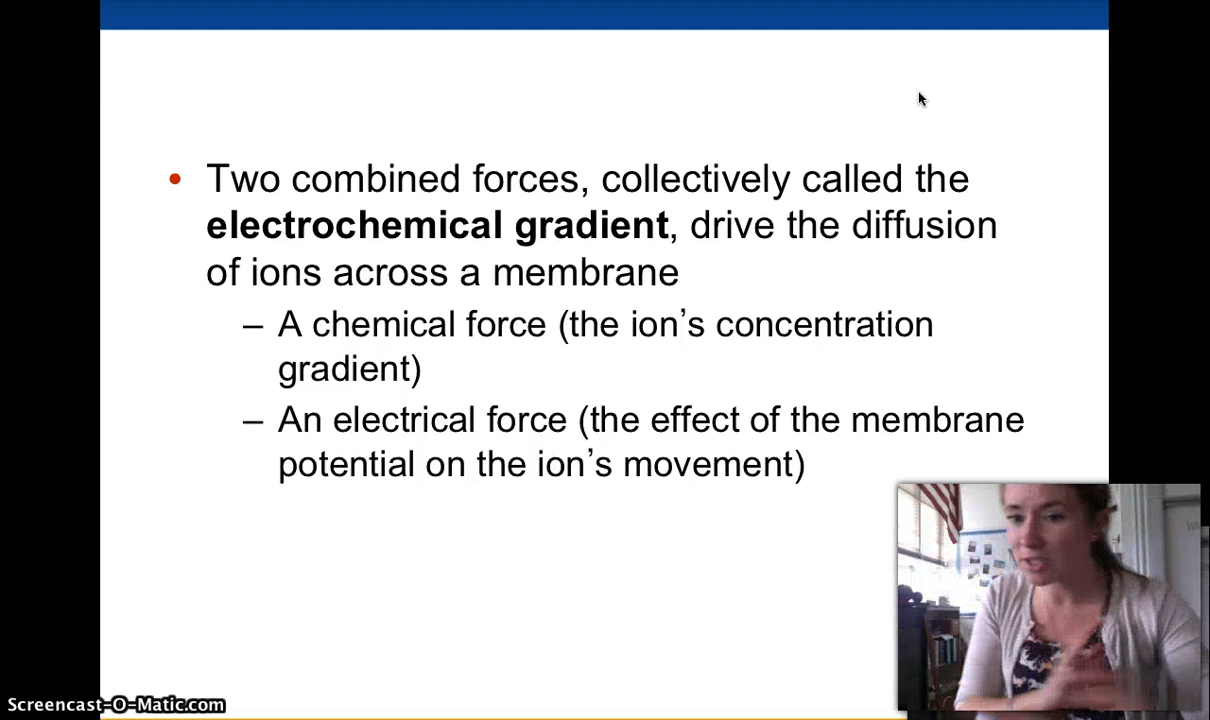 • Two combined forces, collectively called the
electrochemical gradient, drive the diffusion
of ions across a membrane
– A chemical force (the ion’s concentration
gradient)
– An electrical force (the effect of the membrane
potential on the ion’s movement)
Screencast-O-Matic.com